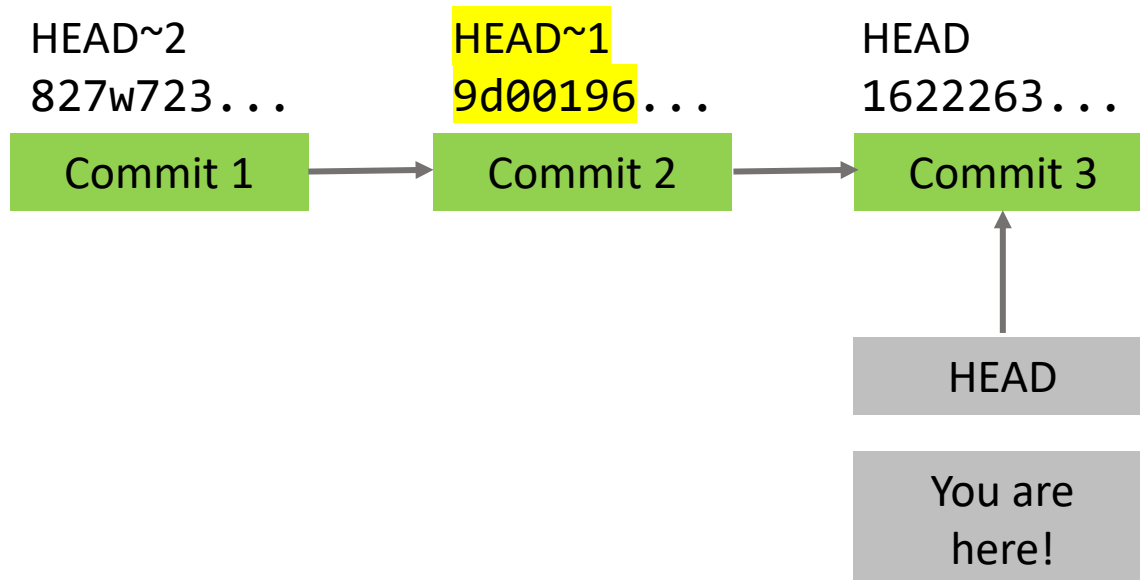 HEAD~2
827w723...
HEAD~1
9d00196...
HEAD
1622263...
Commit 1
Commit 2
Commit 3
HEAD
You are
here!